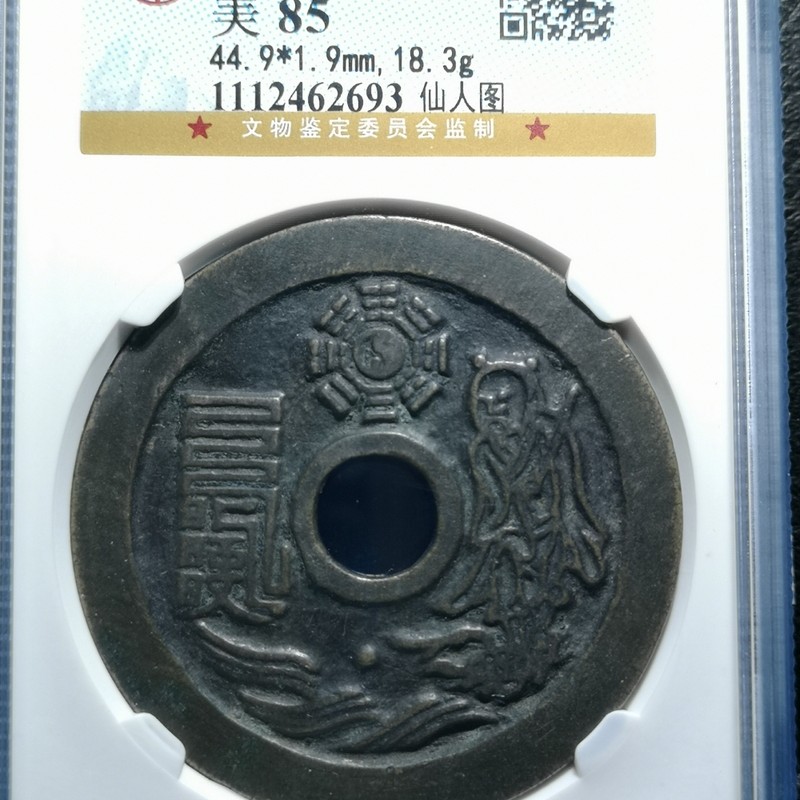 美 85
44.9*1.9mm,18.3g
1112462693 仙人图
★ 文物鉴定委员会监制 ★